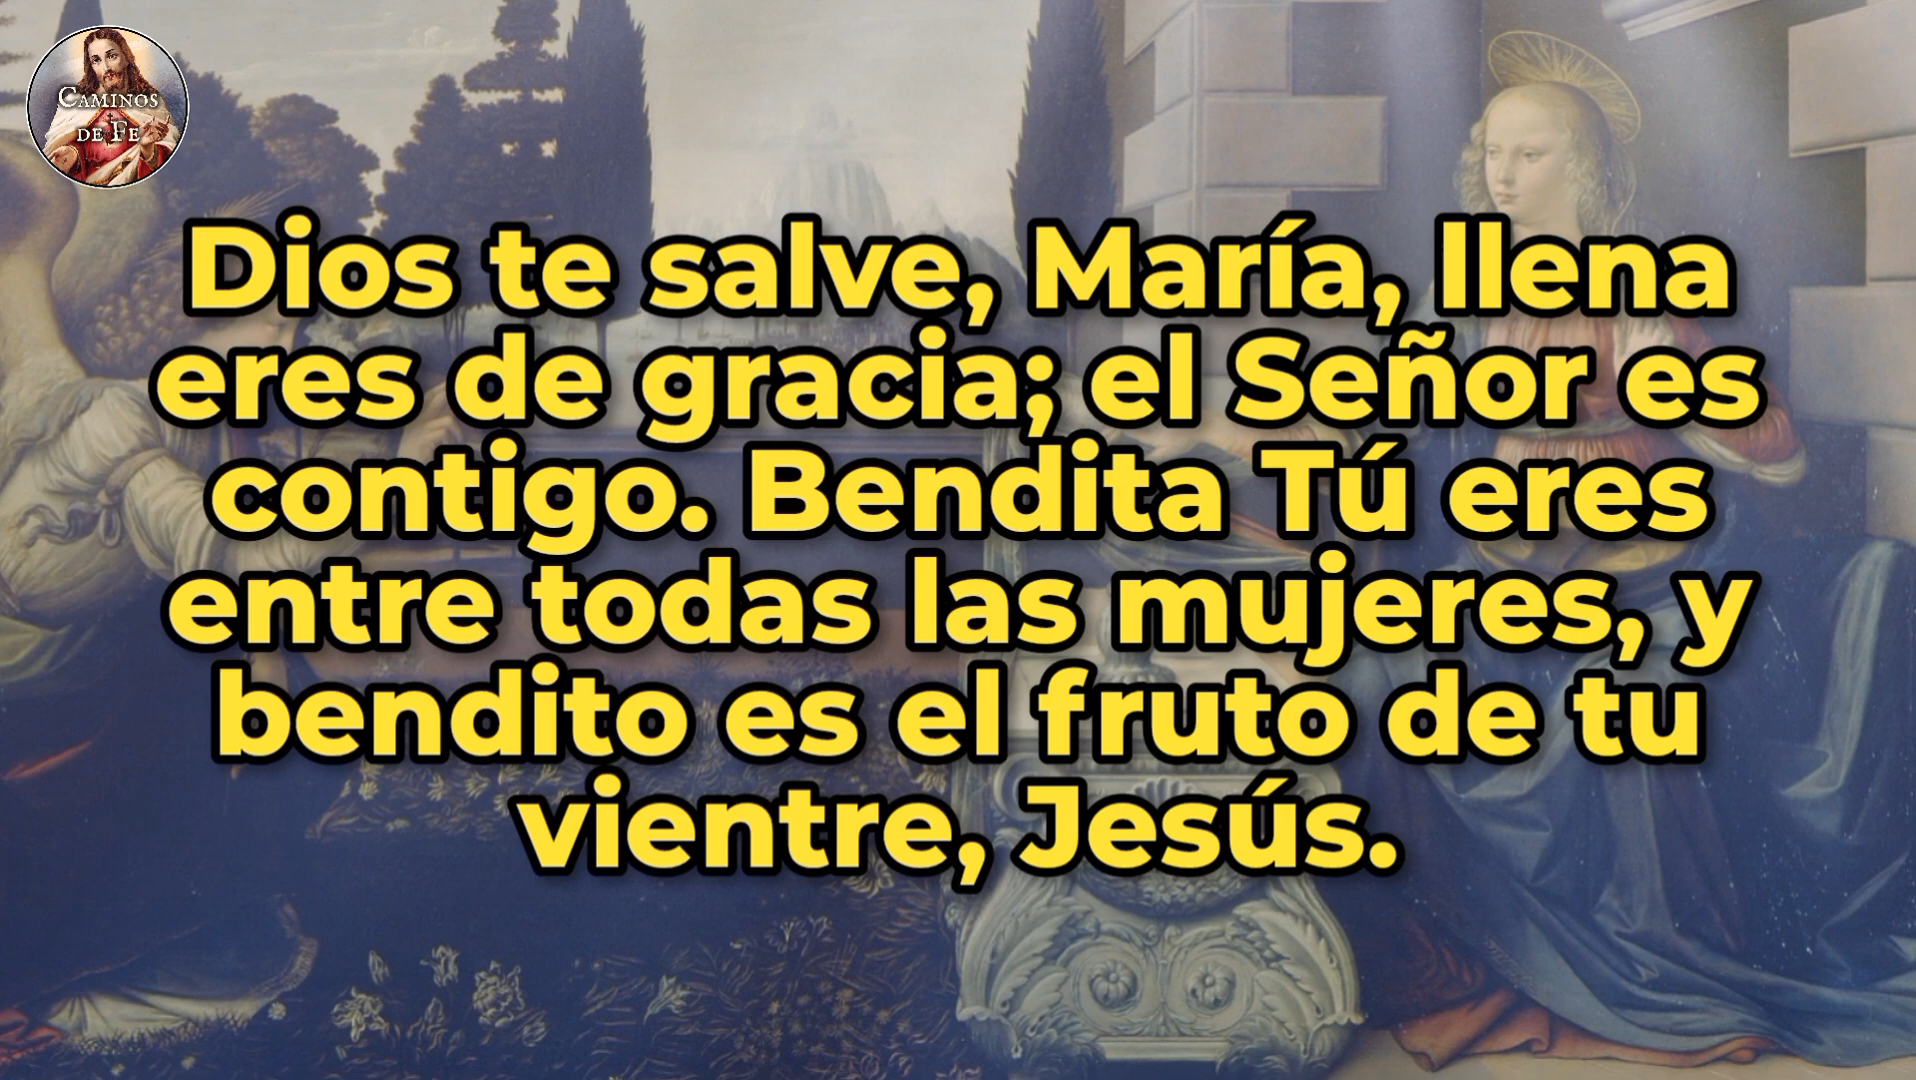 CAMINOS
DE FE
Dios te salve, María, llena
eres de gracia; el Señor es
contigo. Bendita Tú eres
entre todas las mujeres, y
bendito es el fruto de tu
vientre, Jesús.